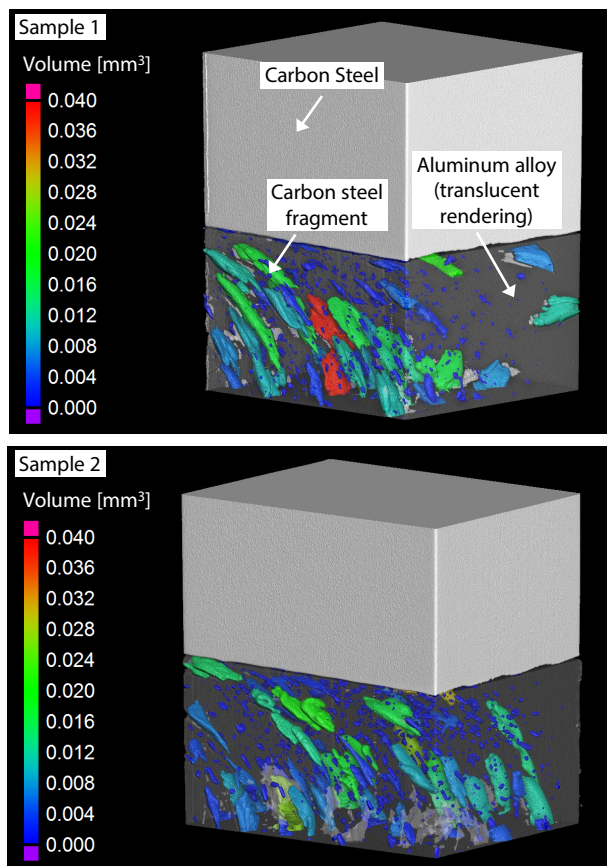 Sample 1
Volume [mm³]
0.040
0.036
0.032
0.028
0.024
0.020
0.016
0.012
0.008
0.004
0.000
Carbon Steel
Carbon steel
fragment
Aluminum alloy
(translucent
rendering)
Sample 2
Volume [mm³]
0.040
0.036
0.032
0.028
0.024
0.020
0.016
0.012
0.008
0.004
0.000